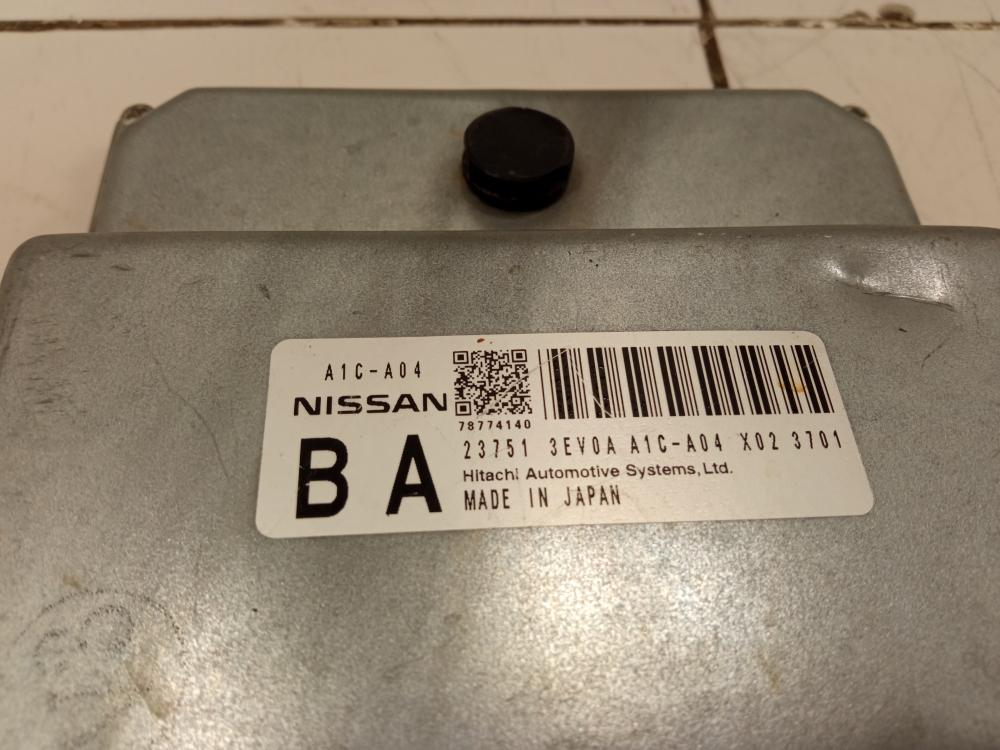 A1C-A04
NISSAN
78774140
BA
23751 3EV0A A1C-A04 X02 3701
Hitachi Automotive Systems,Ltd.
MADE IN JAPAN